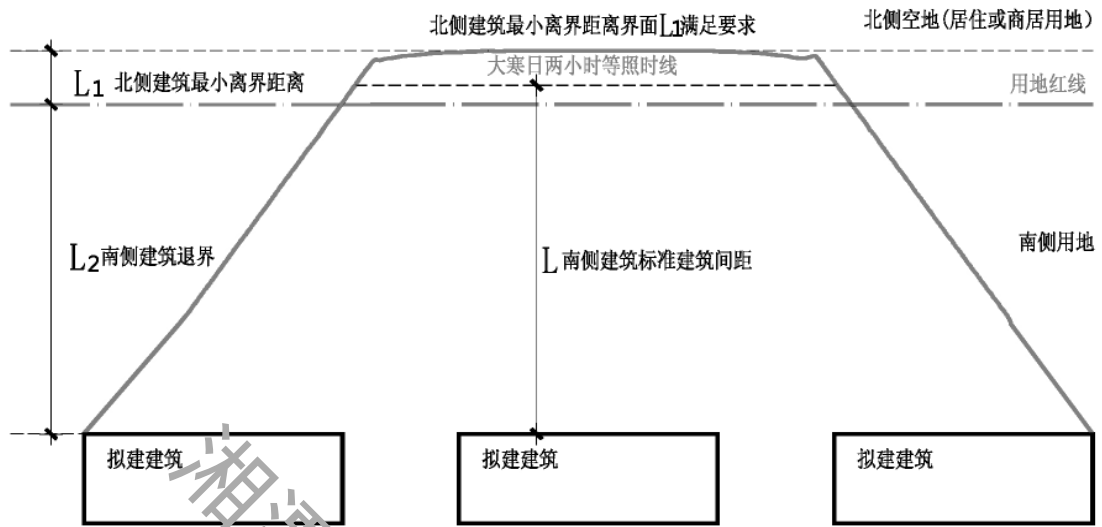 北侧建筑最小离界距离界面L1满足要求
北侧空地(居住或商居用地)
大寒日两小时等照时线
L1 北侧建筑最小离界距离
用地红线
L2南侧建筑退界
L 南侧建筑标准建筑间距
南侧用地
拟建建筑
拟建建筑
拟建建筑
湘潭